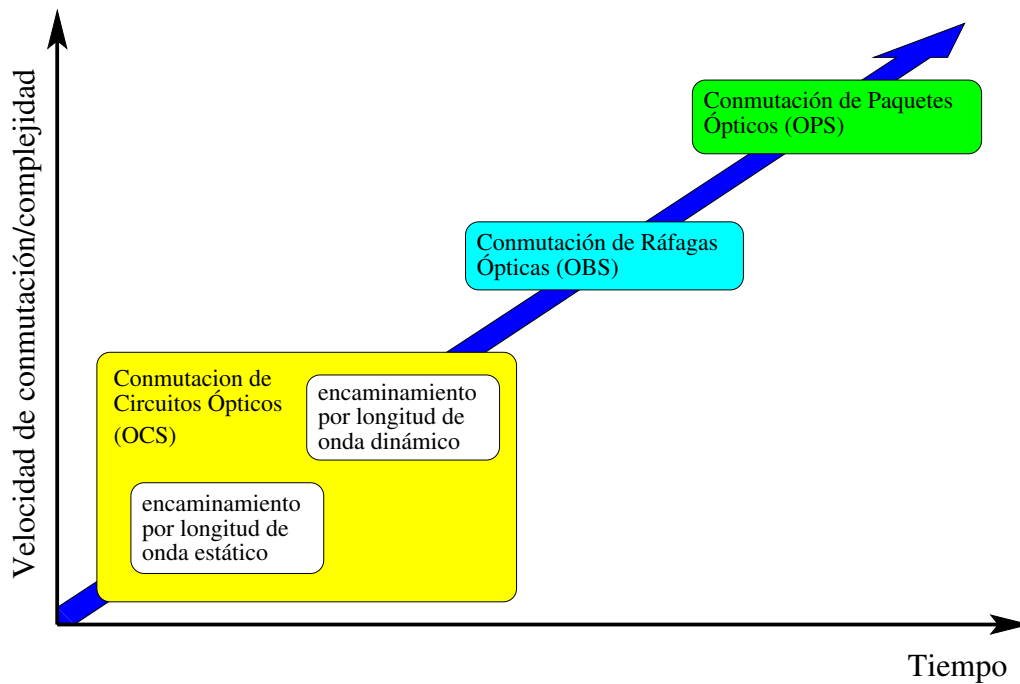 Velocidad de conmutación/complejidad
Conmutación de Paquetes
Ópticos (OPS)
Conmutación de Ráfagas
Ópticas (OBS)
Conmutacion de
Circuitos Ópticos
(OCS)
encaminamiento
por longitud de
onda dinámico
encaminamiento
por longitud de
onda estático
Tiempo